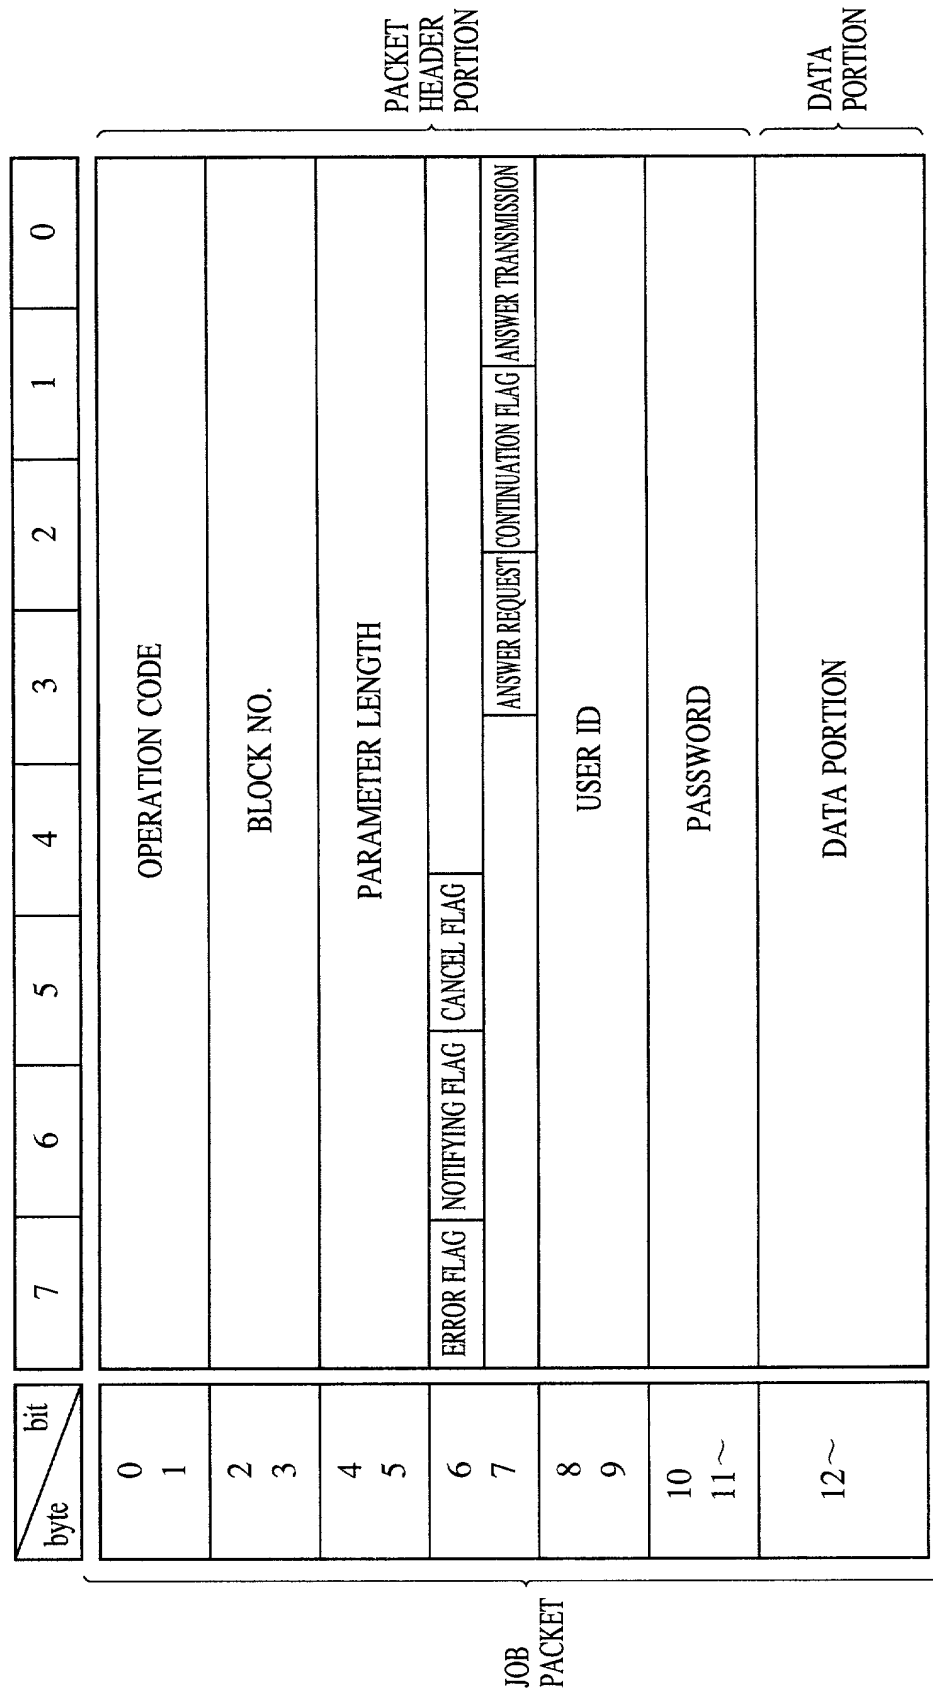 byte
bit
7
6
5
4
3
2
1
0
JOB
PACKET
0
1
OPERATION CODE
2
3
BLOCK NO.
4
5
PARAMETER LENGTH
6
ERROR FLAG
NOTIFYING FLAG
CANCEL FLAG
7
ANSWER REQUEST
CONTINUATION FLAG
ANSWER TRANSMISSION
8
9
USER ID
10
11~
PASSWORD
12~
DATA PORTION
PACKET
HEADER
PORTION
DATA
PORTION